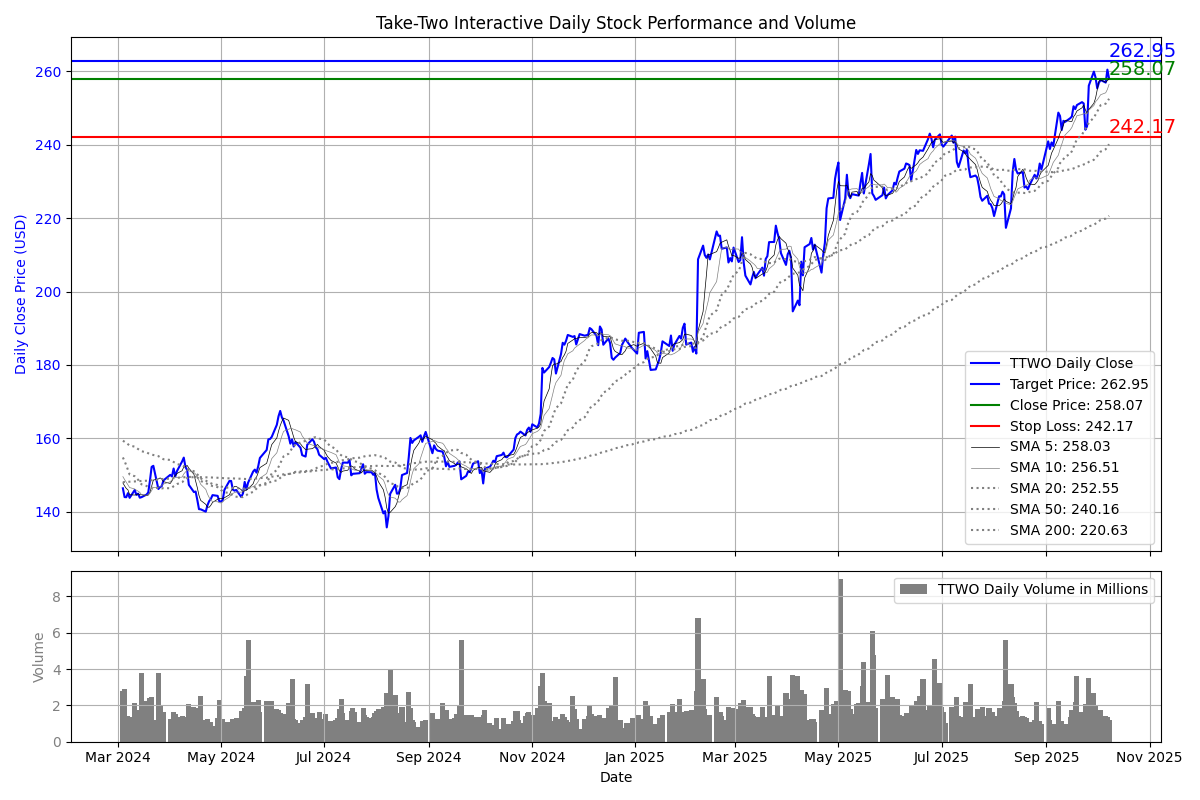 Take-Two Interactive Daily Stock Performance and Volume
262.95
258.07
242.17
Daily Close Price (USD)
260
240
220
200
180
160
140
TTWO Daily Close
Target Price: 262.95
Close Price: 258.07
Stop Loss: 242.17
SMA 5: 258.03
SMA 10: 256.51
SMA 20: 252.55
SMA 50: 240.16
SMA 200: 220.63
TTWO Daily Volume in Millions
Volume
8
6
4
2
0
Mar 2024 May 2024 Jul 2024 Sep 2024 Nov 2024 Jan 2025 Mar 2025 May 2025 Jul 2025 Sep 2025 Nov 2025
Date